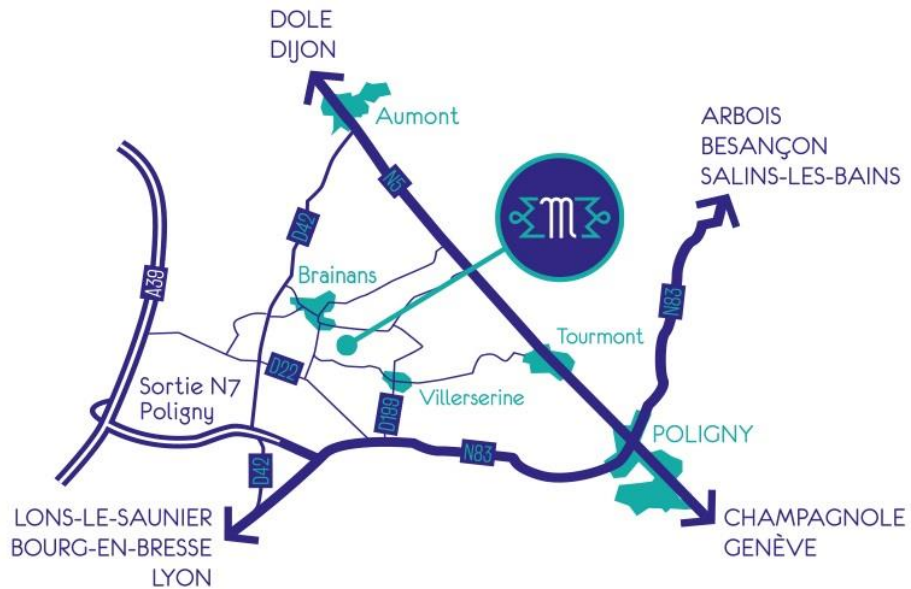 DOLE
DIJON
Aumont
ARBOIS
BESANÇON
SALINS-LES-BAINS
N5
D42
m
Brainans
A39
N83
Tourmont
D22
Sortie N7
Poligny
Villerserine
D199
POLIGNY
N83
D42
LONS-LE-SAUNIER
BOURG-EN-BRESSE
LYON
CHAMPAGNOLE
GENÈVE